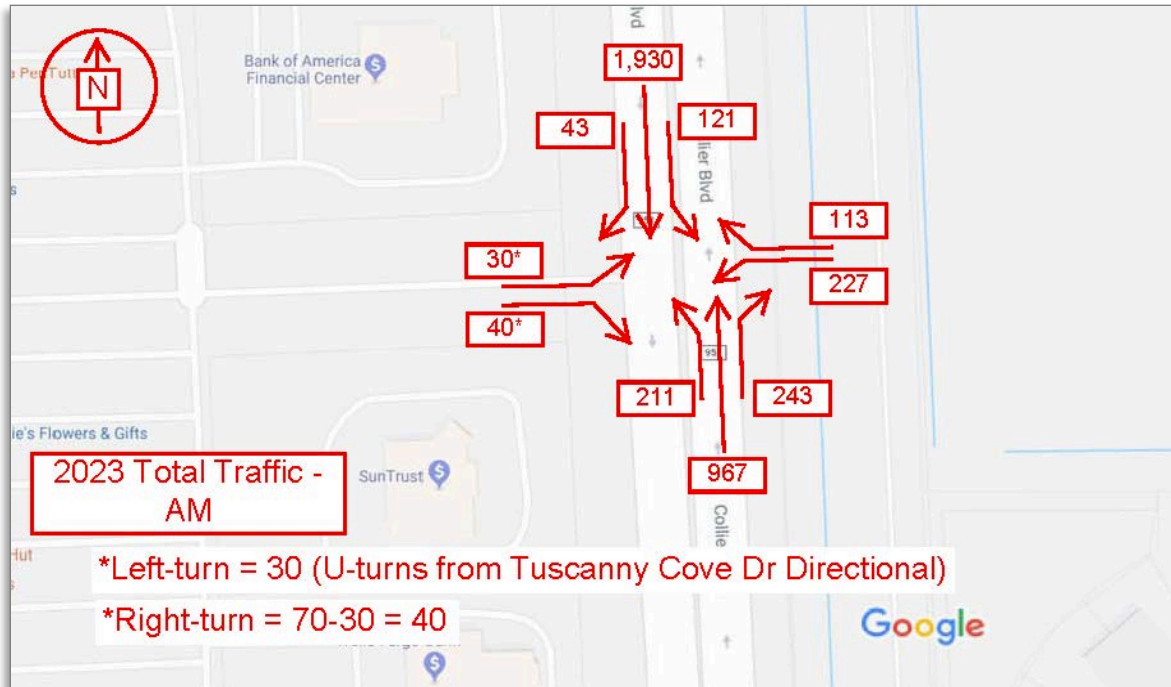 lvd
1,930
Bank of America
Financial Center
N
43
121
lier Blvd
113
30*
227
40*
95
211
243
ie's Flowers & Gifts
2023 Total Traffic -
AM
SunTrust
967
Collie
Hut
*Left-turn = 30 (U-turns from Tuscanny Cove Dr Directional)
*Right-turn = 70-30 = 40
Google